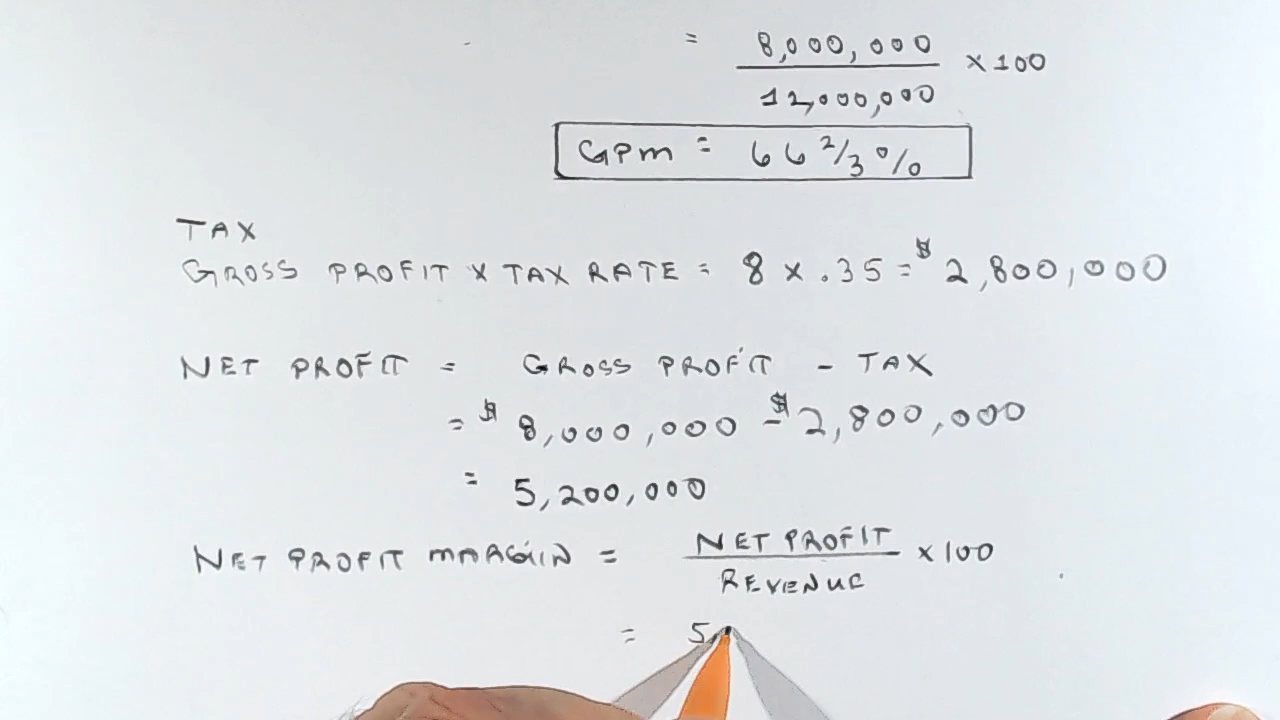 = 8,000,000 × 100
12,000,000
GPM = 66 2/3 %
TAX
GROSS PROFIT × TAX RATE = 8 × .35 = $2,800,000
NET PROFIT = GROSS PROFIT - TAX
= $8,000,000 - $2,800,000
= 5,200,000
NET PROFIT MARGIN = NET PROFIT × 100
REVENUE
= 5,